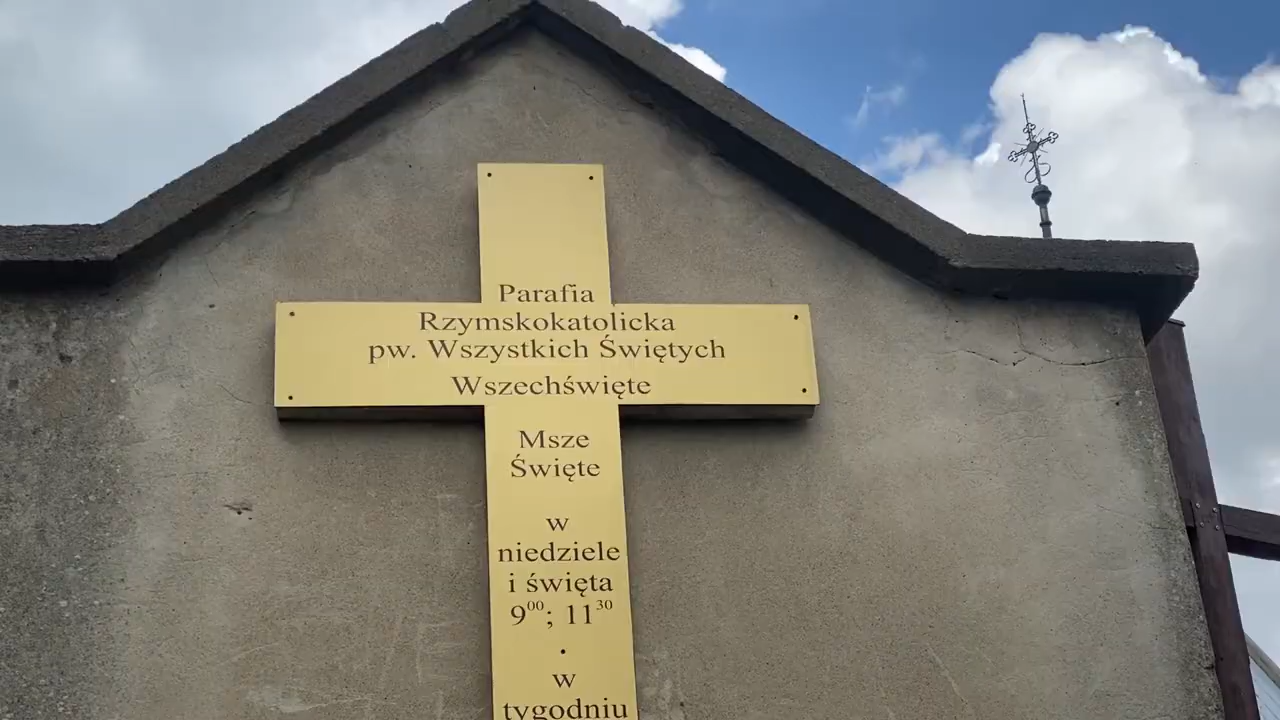 Parafia
Rzymskokatolicka
pw. Wszystkich Świętych
Wszechświęte
Msze
Święte
w
niedziele
i święta
9⁰⁰; 11³⁰
•
w
tygodniu